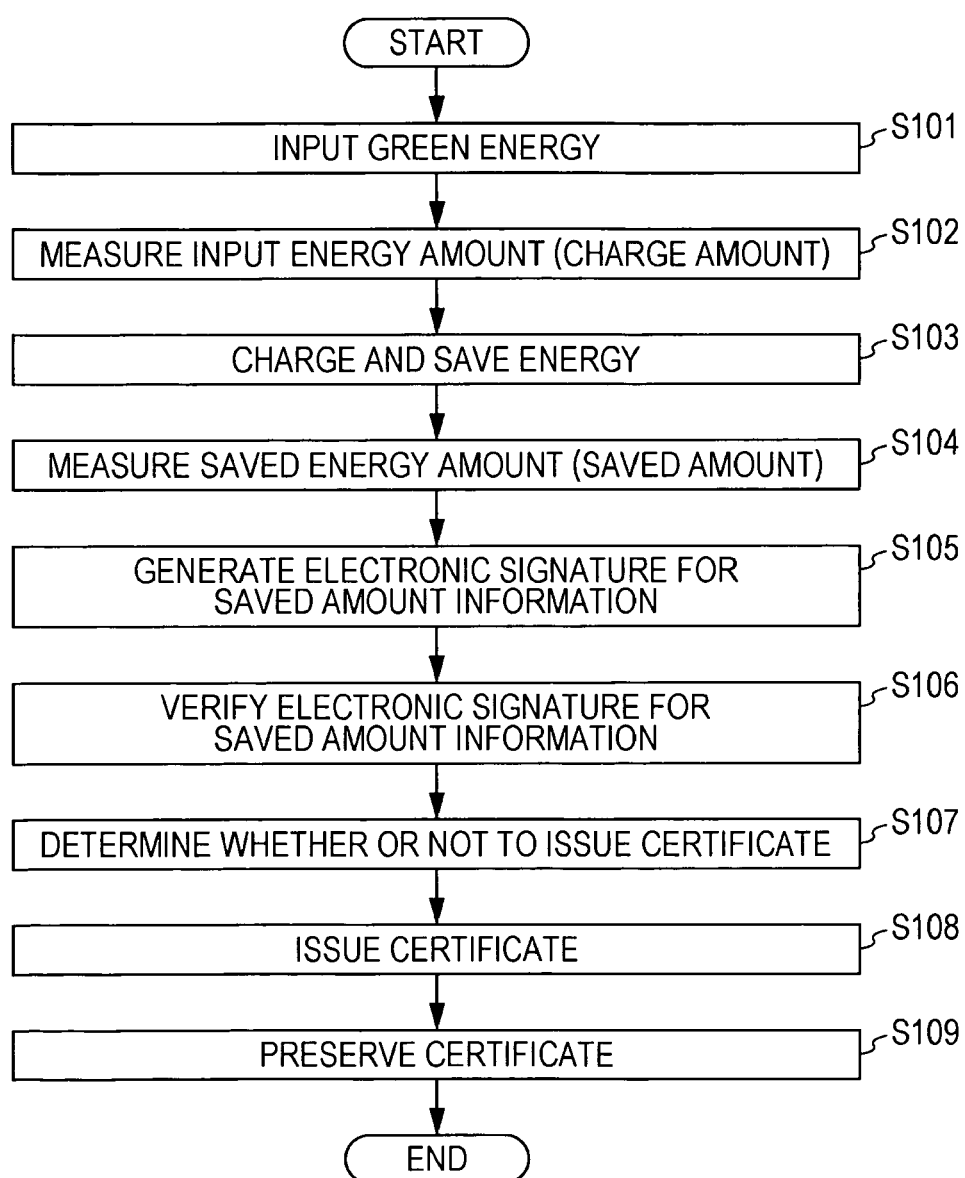 START
INPUT GREEN ENERGY
S101
MEASURE INPUT ENERGY AMOUNT (CHARGE AMOUNT)
S102
CHARGE AND SAVE ENERGY
S103
MEASURE SAVED ENERGY AMOUNT (SAVED AMOUNT)
S104
GENERATE ELECTRONIC SIGNATURE FOR
SAVED AMOUNT INFORMATION
S105
VERIFY ELECTRONIC SIGNATURE FOR
SAVED AMOUNT INFORMATION
S106
DETERMINE WHETHER OR NOT TO ISSUE CERTIFICATE
S107
ISSUE CERTIFICATE
S108
PRESERVE CERTIFICATE
S109
END